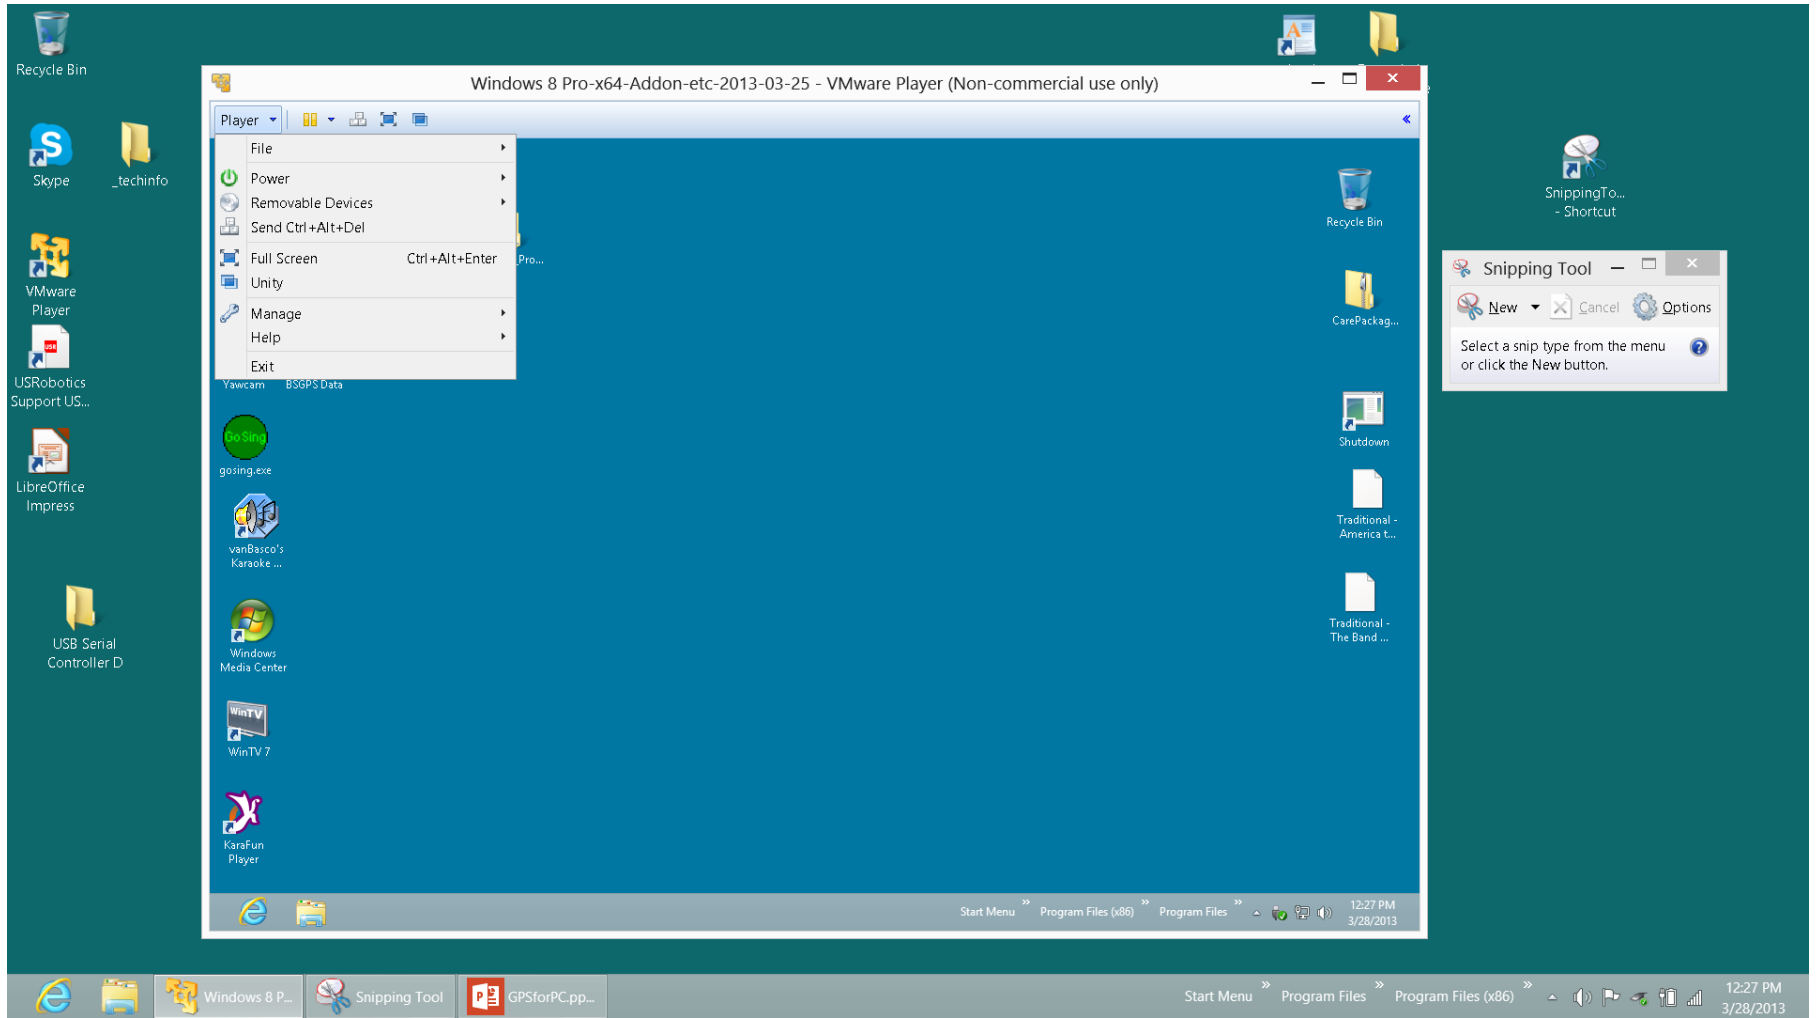 Recycle Bin
Skype
_techinfo
VMware
Player
USR
USRobotics
Support US...
LibreOffice
Impress
USB Serial
Controller D
Windows 8 Pro-x64-Addon-etc-2013-03-25 - VMware Player (Non-commercial use only)
Player
File
Power
Removable Devices
Send Ctrl+Alt+Del
Full Screen Ctrl+Alt+Enter
Unity
Manage
Help
Exit
_Pro...
Yawcam BSGPS Data
Go Sing
gosing.exe
vanBasco's
Karaoke ...
Windows
Media Center
WinTV
WinTV 7
KaraFun
Player
Recycle Bin
CarePackag...
Shutdown
Traditional -
America t...
Traditional -
The Band ...
Start Menu » Program Files (x86) » Program Files » 12:27 PM
3/28/2013
SnippingTo...
- Shortcut
Snipping Tool
New Cancel Options
Select a snip type from the menu
or click the New button.
Windows 8 P...
Snipping Tool
GPSforPC.pp...
Start Menu » Program Files » Program Files (x86) » 12:27 PM
3/28/2013